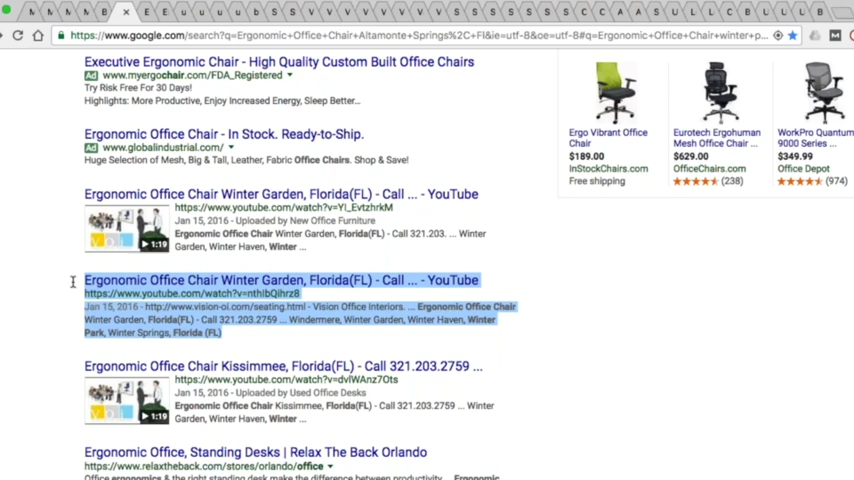 M M M M B × E E u u u u b S S V V V V V V V V S S S S S S C C A A S U L C B U U U B
https://www.google.com/search?q=Ergonomic+Office+Chair+Altamonte+Springs%2C+Fl&ie=utf-8&oe=utf-8#q=Ergonomic+Office+Chair+winter+p...
Executive Ergonomic Chair - High Quality Custom Built Office Chairs
Ad www.myergochair.com/FDA_Registered
Try Risk Free For 30 Days!
Highlights: More Productive, Enjoy Increased Energy, Sleep Better...
Ergonomic Office Chair - In Stock. Ready-to-Ship.
Ad www.globalindustrial.com/
Huge Selection of Mesh, Big & Tall, Leather, Fabric Office Chairs. Shop & Save!
Ergonomic Office Chair Winter Garden, Florida(FL) - Call ... - YouTube
https://www.youtube.com/watch?v=Yi_EvtzhrkM
Jan 15, 2016 - Uploaded by New Office Furniture
Ergonomic Office Chair Winter Garden, Florida(FL) - Call 321.203. ... Winter
Garden, Winter Haven, Winter ...
1:19
Ergonomic Office Chair Winter Garden, Florida(FL) - Call ... - YouTube
https://www.youtube.com/watch?v=nthIbQihrz8
Jan 15, 2016 - http://www.vision-oi.com/seating.html - Vision Office Interiors. ... Ergonomic Office Chair
Winter Garden, Florida(FL) - Call 321.203.2759 ... Windermere, Winter Garden, Winter Haven, Winter
Park, Winter Springs, Florida (FL)
Ergonomic Office Chair Kissimmee, Florida(FL) - Call 321.203.2759 ...
https://www.youtube.com/watch?v=dvlWAnz7Ots
Jan 15, 2016 - Uploaded by Used Office Desks
Ergonomic Office Chair Kissimmee, Florida(FL) - Call 321.203.2759 ... Winter
Garden, Winter Haven, Winter ...
1:19
Ergonomic Office, Standing Desks | Relax The Back Orlando
https://www.relaxtheback.com/stores/orlando/office
Office ergonomics & the right standing desk make the difference between productivity ... Ergonomic
Ergo Vibrant Office
Chair
$189.00
InStockChairs.com
Free shipping
Eurotech Ergohuman
Mesh Office Chair ...
$629.00
OfficeChairs.com
(238)
WorkPro Quantum
9000 Series ...
$349.99
Office Depot
(974)